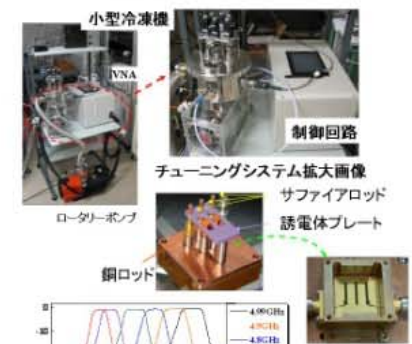 小型冷凍機
VNA
制御回路
チューニングシステム拡大画像
サファイアロッド
ロータリーポンプ
誘電体プレート
銅ロッド
4.99GHz
4.9GHz
4.8GHz